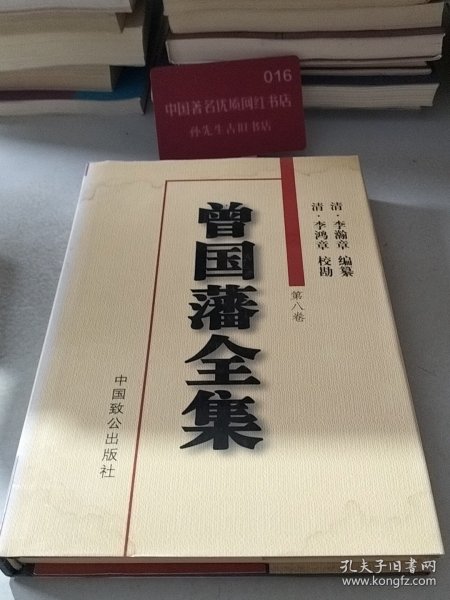 016
中国著名优质网红书店
孙先生古旧书店
清·李瀚章 编纂
清·李鸿章 校勘
第八卷
曾国藩全集
中国致公出版社
孔夫子旧书网
www.kongfz.com